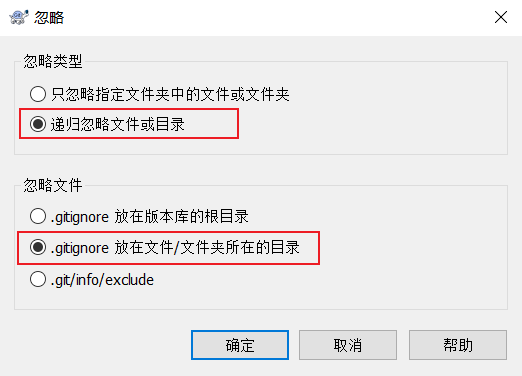 忽略
忽略类型
只忽略指定文件夹中的文件或文件夹
递归忽略文件或目录
忽略文件
.gitignore 放在版本库的根目录
.gitignore 放在文件/文件夹所在的目录
.git/info/exclude
确定
取消
帮助